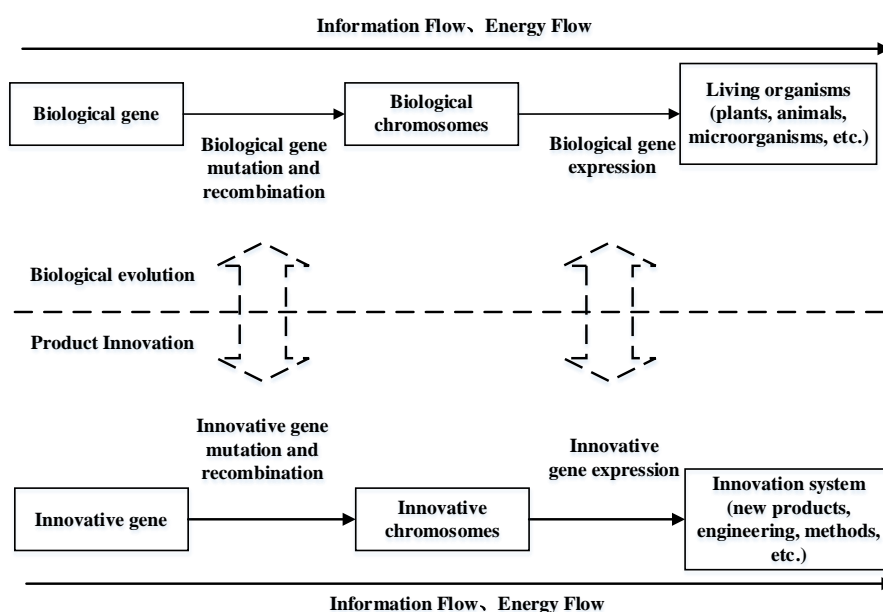 Information Flow、Energy Flow
Biological gene
Biological gene
mutation and
recombination
Biological
chromosomes
Biological gene
expression
Living organisms
(plants, animals,
microorganisms, etc.)
Biological evolution
Product Innovation
Innovative gene
Innovative gene
mutation and
recombination
Innovative
chromosomes
Innovative
gene expression
Innovation system
(new products,
engineering, methods,
etc.)
Information Flow、Energy Flow